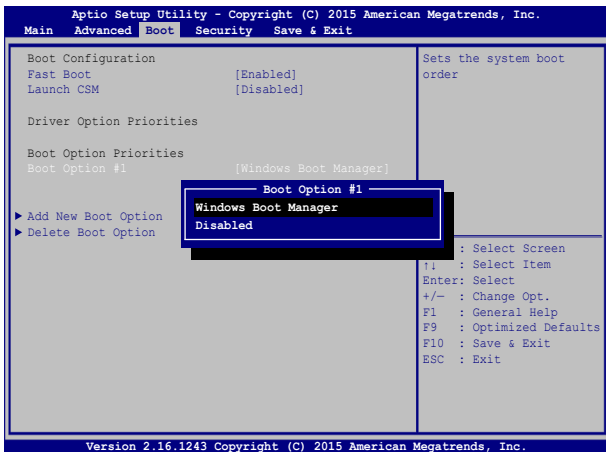 Aptio Setup Utility - Copyright (C) 2015 American Megatrends, Inc.
Main Advanced Boot Security Save & Exit
Boot Configuration
Fast Boot [Enabled]
Launch CSM [Disabled]
Driver Option Priorities
Boot Option Priorities
Boot Option #1 [Windows Boot Manager]
Add New Boot Option
Delete Boot Option
Boot Option #1
Windows Boot Manager
Disabled
Sets the system boot
order
: Select Screen
↑↓ : Select Item
Enter: Select
+/— : Change Opt.
F1 : General Help
F9 : Optimized Defaults
F10 : Save & Exit
ESC : Exit
Version 2.16.1243 Copyright (C) 2015 American Megatrends, Inc.